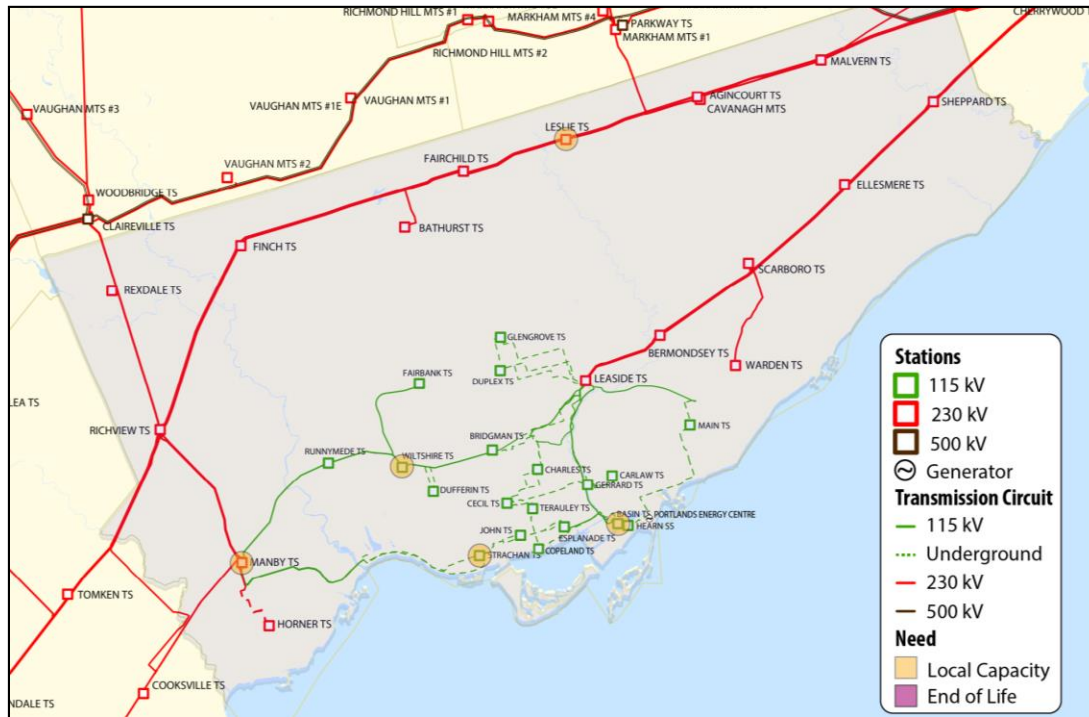 RICHMOND HILL MTS #1
MARKHAM MTS #4
PARKWAY TS
CHERRYWOOD T
MARKHAM MTS #1
RICHMOND HILL MTS #2
MALVERN TS
VAUGHAN MTS #3
VAUGHAN MTS #1E
VAUGHAN MTS #1
AGINCOURT TS
CAVANAGH MTS
SHEPPARD TS
LESLIE TS
VAUGHAN MTS #2
FAIRCHILD TS
WOODBRIDGE TS
ELLESMERE TS
CLAIREVILLE TS
BATHURST TS
FINCH TS
SCARBORO TS
REXDALE TS
GLENGROVE TS
BERMONDSEY TS
WARDEN TS
FAIRBANK TS
DUPLEX TS
LEASIDE TS
LEA TS
RICHVIEW TS
MAIN TS
BRIDGMAN TS
RUNNYMEDE TS
WILTSHIRE TS
CHARLES TS
CARLAW TS
GERRARD TS
DUFFERIN TS
CECIL TS
TERAULEY TS
BASIN TS
PORTLANDS ENERGY CENTRE
HEARN SS
JOHN TS
ESPLANADE TS
STRACHAN TS
COPELAND TS
MANBY TS
TOMKEN TS
HORNER TS
COOKSVILLE TS
NDALE TS
Stations
115 kV
230 kV
500 kV
Generator
Transmission Circuit
115 kV
Underground
230 kV
500 kV
Need
Local Capacity
End of Life